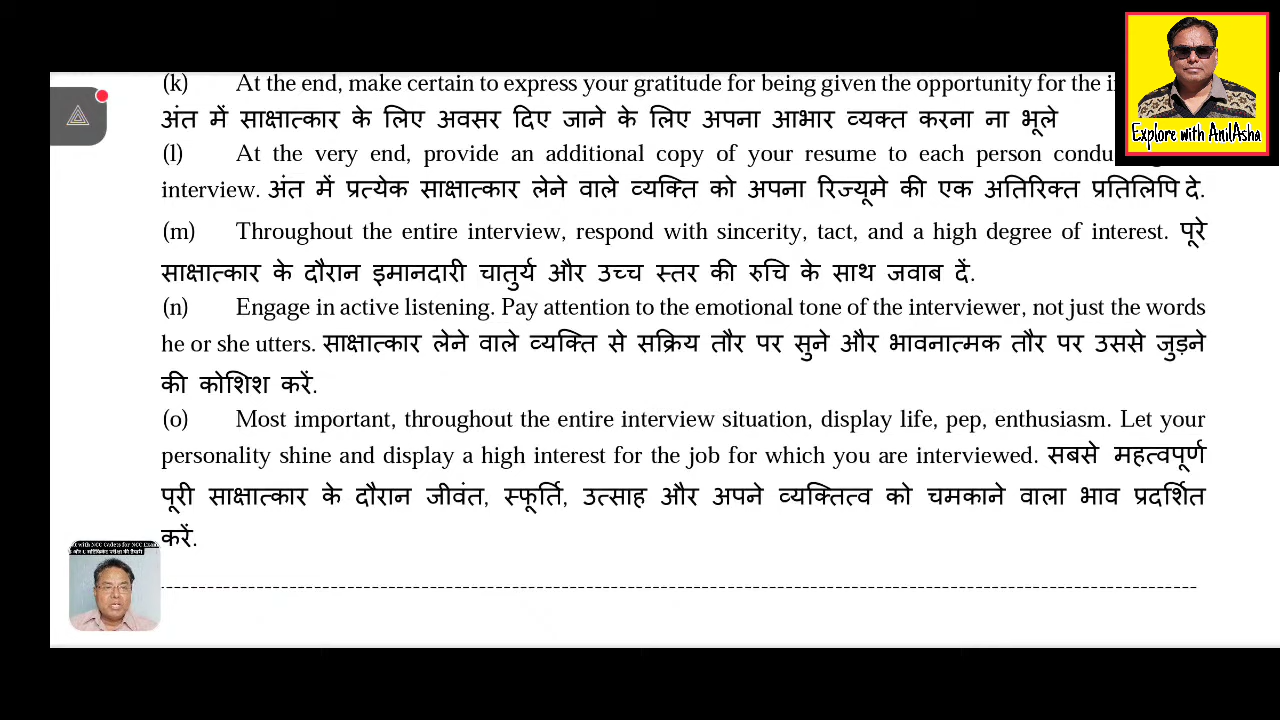 (k) At the end, make certain to express your gratitude for being given the opportunity for the
अंत में साक्षात्कार के लिए अवसर दिए जाने के लिए अपना आभार व्यक्त करना ना भूले
(l) At the very end, provide an additional copy of your resume to each person
interview. अंत में प्रत्येक साक्षात्कार लेने वाले व्यक्ति को अपना रिज्यूमे की एक अतिरिक्त प्रतिलिपि दे.
(m) Throughout the entire interview, respond with sincerity, tact, and a high degree of interest. पूरे
साक्षात्कार के दौरान इमानदारी चातुर्य और उच्च स्तर की रुचि के साथ जवाब दें.
(n) Engage in active listening. Pay attention to the emotional tone of the interviewer, not just the words
he or she utters. साक्षात्कार लेने वाले व्यक्ति से सक्रिय तौर पर सुने और भावनात्मक तौर पर उससे जुड़ने
की कोशिश करें.
(o) Most important, throughout the entire interview situation, display life, pep, enthusiasm. Let your
personality shine and display a high interest for the job for which you are interviewed. सबसे महत्वपूर्ण
पूरी साक्षात्कार के दौरान जीवंत, स्फूर्ति, उत्साह और अपने व्यक्तित्व को चमकाने वाला भाव प्रदर्शित
करें.
Explore with AnilAsha
with NCC Cadets for NCC